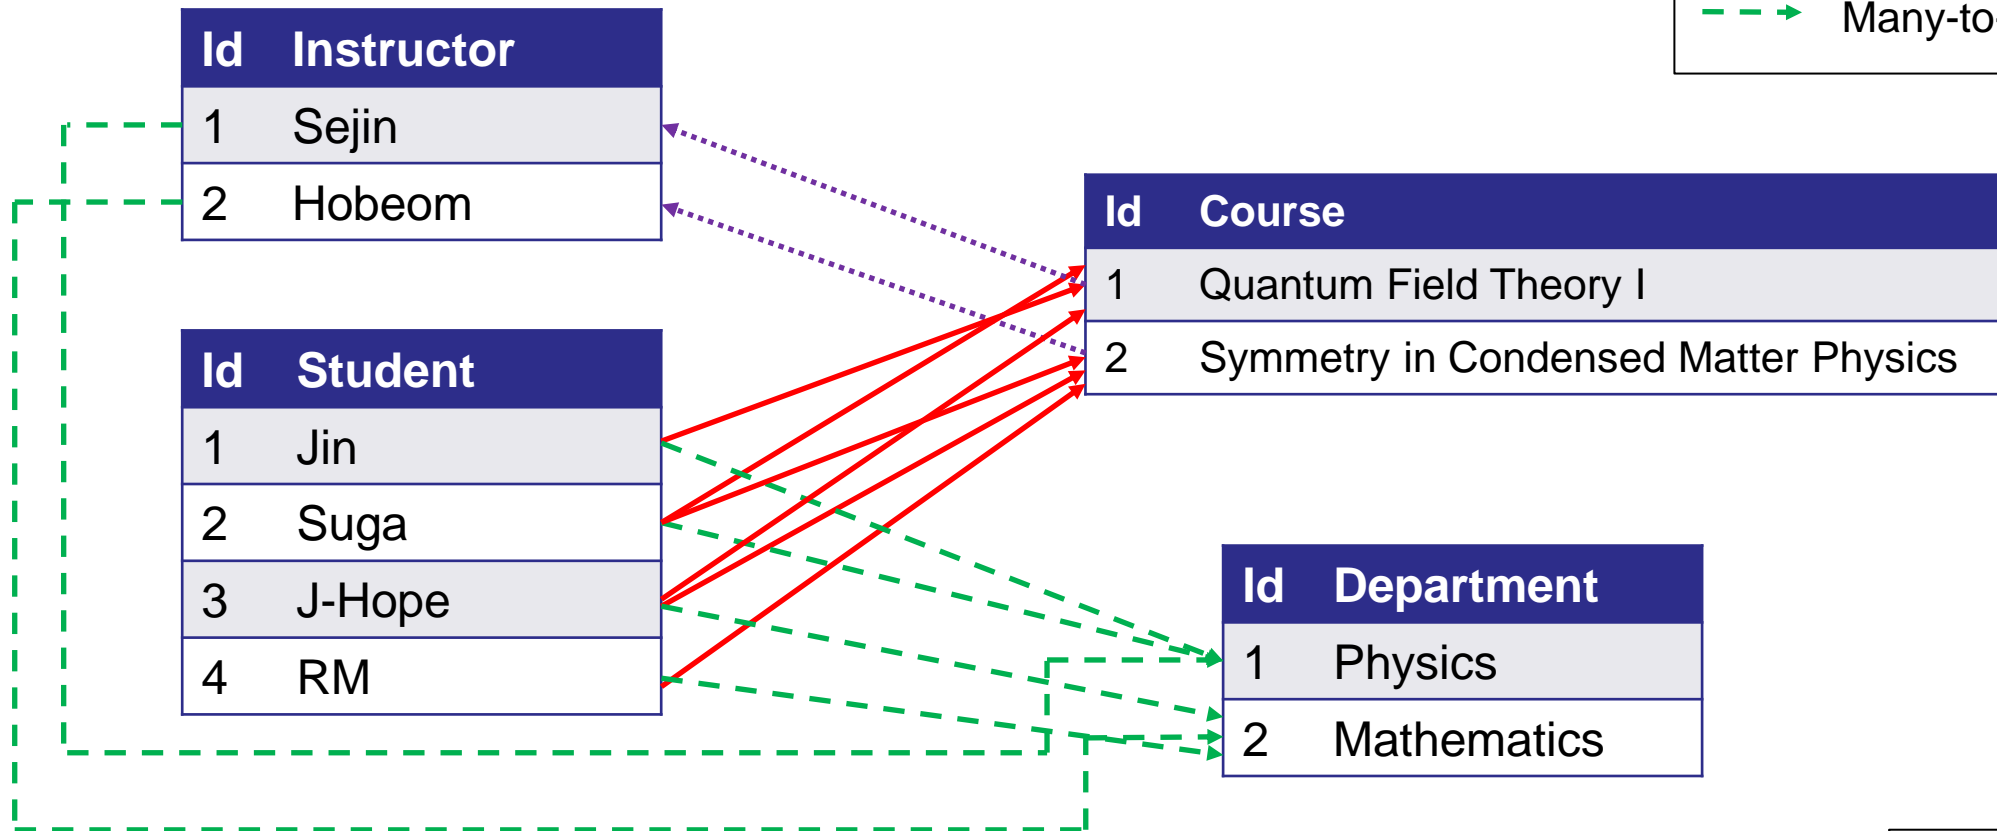 Many-to-
Id Instructor
1 Sejin
2 Hobeom
Id Course
1 Quantum Field Theory I
2 Symmetry in Condensed Matter Physics
Id Student
1 Jin
2 Suga
3 J-Hope
4 RM
Id Department
1 Physics
2 Mathematics